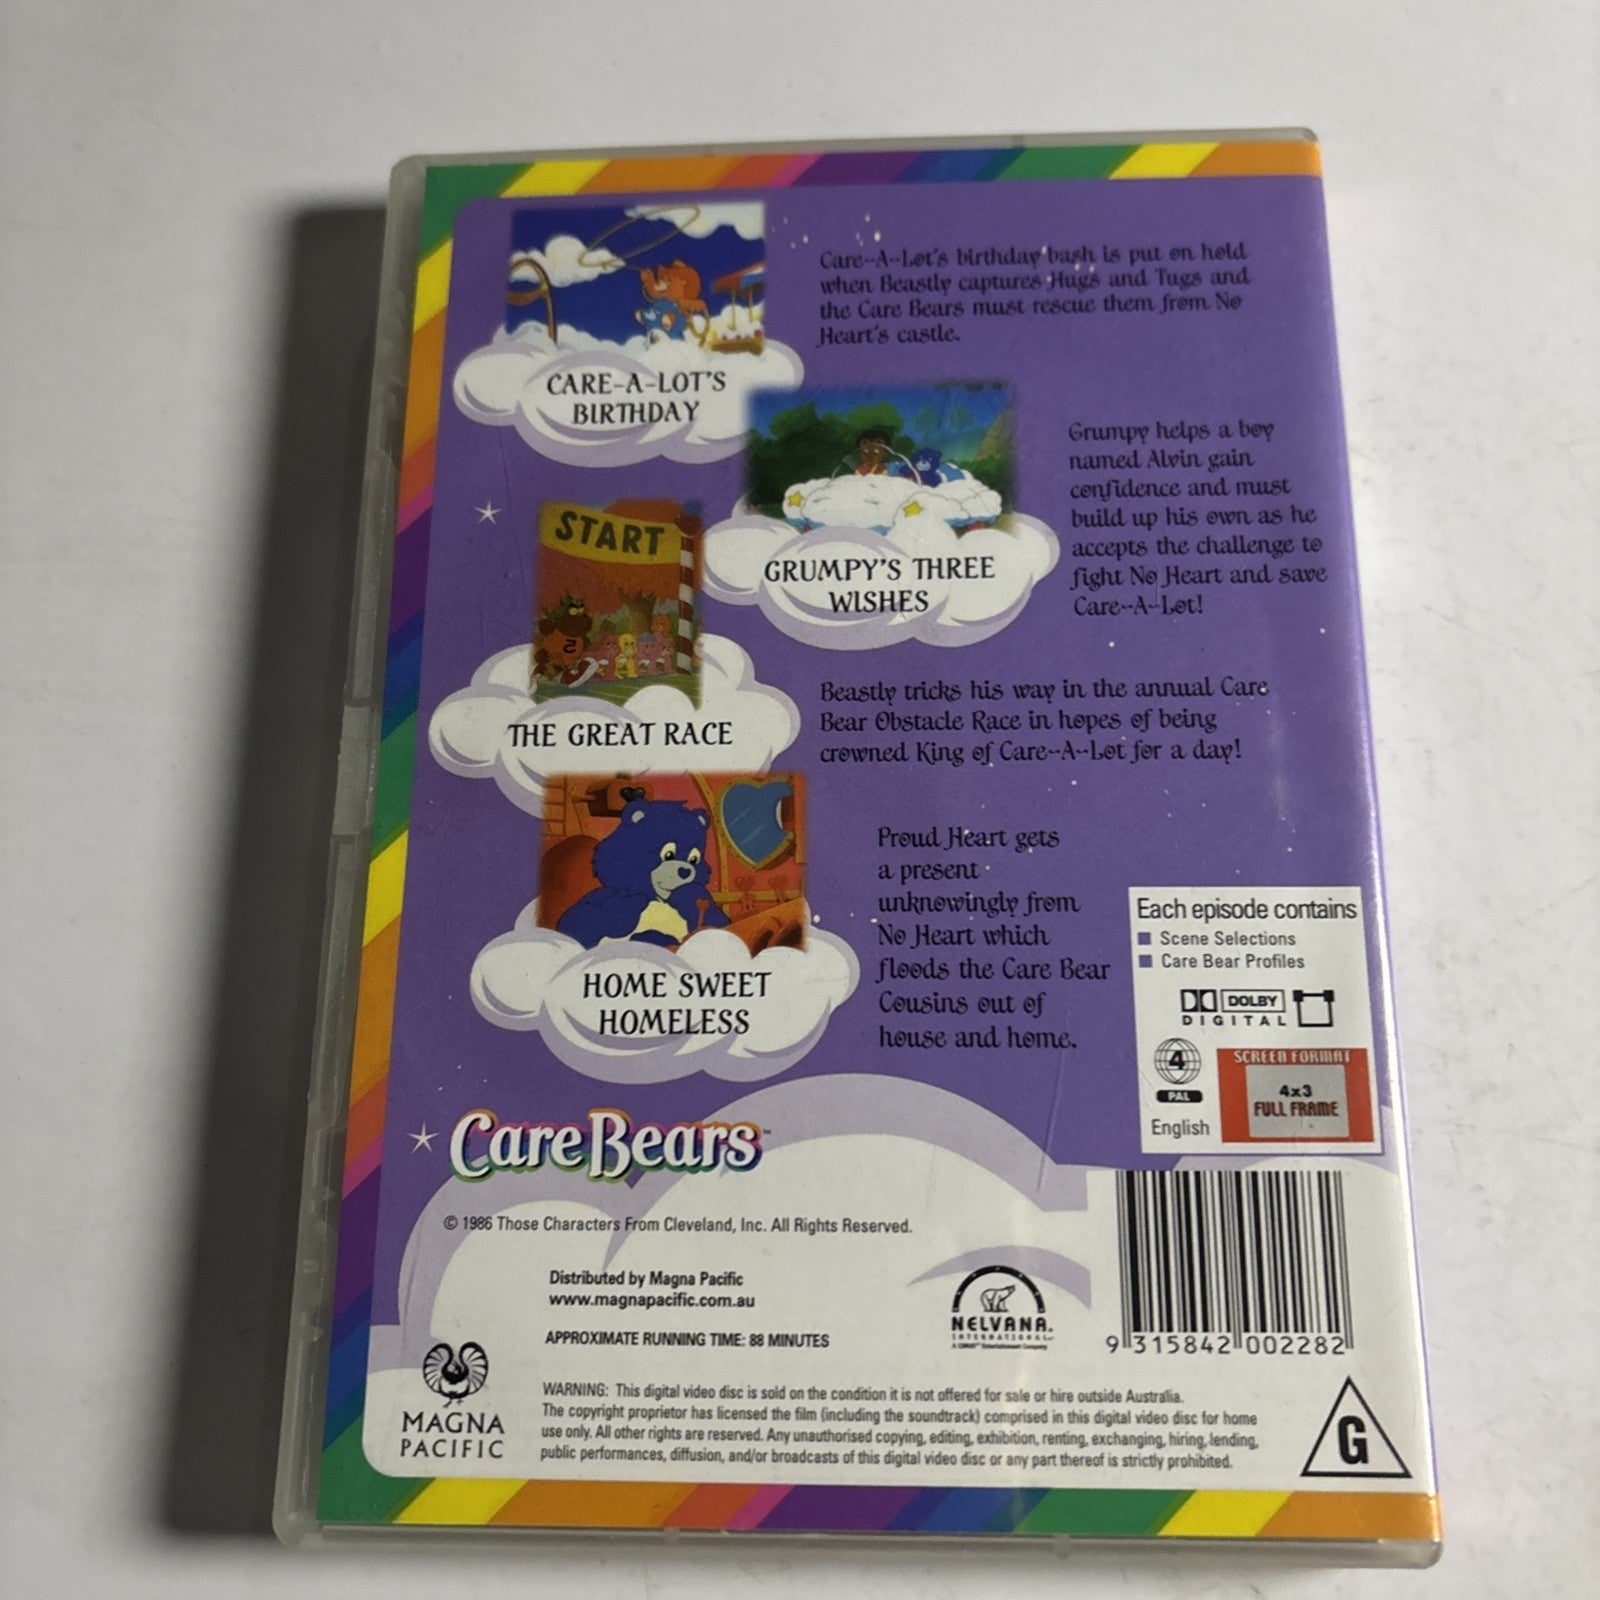 Care-A-Lot's birthday bash is put on hold
when Beastly captures Hugs and Tugs and
the Care Bears must rescue them from No
Heart's castle.
CARE-A-LOT'S
BIRTHDAY
Grumpy helps a boy
named Alvin gain
confidence and must
build up his own as he
accepts the challenge to
fight No Heart and save
Care-A-Lot!
GRUMPY'S THREE
WISHES
START
2
THE GREAT RACE
Beastly tricks his way in the annual Care
Bear Obstacle Race in hopes of being
crowned King of Care-A-Lot for a day!
Proud Heart gets
a present
unknowingly from
No Heart which
floods the Care Bear
Cousins out of
house and home.
HOME SWEET
HOMELESS
Each episode contains
Scene Selections
Care Bear Profiles
DOLBY
DIGITAL
4
PAL
English
SCREEN FORMAT
4x3
FULL FRAME
Care Bears™
© 1986 Those Characters From Cleveland, Inc. All Rights Reserved.
Distributed by Magna Pacific
www.magnapacific.com.au
APPROXIMATE RUNNING TIME: 88 MINUTES
NELVANA
INTERNATIONAL
A CORUS™ Entertainment Company
9 315842 002282
MAGNA
PACIFIC
WARNING: This digital video disc is sold on the condition it is not offered for sale or hire outside Australia.
The copyright proprietor has licensed the film (including the soundtrack) comprised in this digital video disc for home
use only. All other rights are reserved. Any unauthorised copying, editing, exhibition, renting, exchanging, hiring, lending,
public performances, diffusion, and/or broadcasts of this digital video disc or any part thereof is strictly prohibited.
G